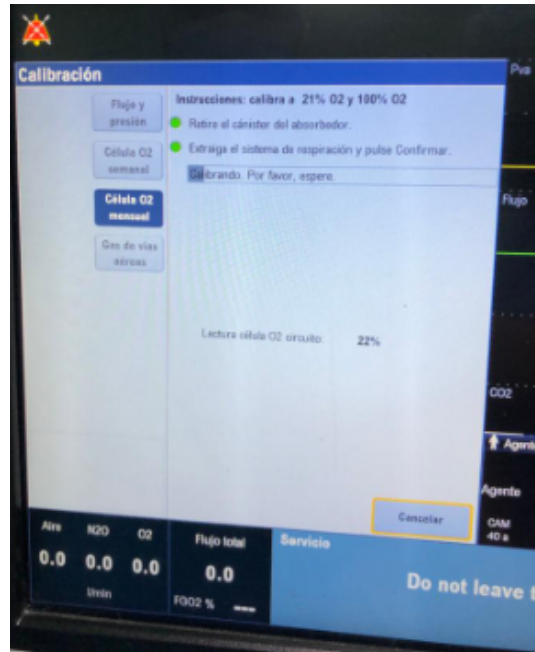 Calibración
Pva
Flujo y
presión
Instrucciones: calibra a 21% O2 y 100% O2
Retire el cánister del absorbedor.
Célula O2
semanal
Extraiga el sistema de respiración y pulse Confirmar.
Calibrando. Por favor, espere.
Célula O2
mensual
Flujo
Gas de vías
aéreas
Lectura célula O2 circuito: 22%
CO2
Agente
Agente
CAM
40 a
Cancelar
Aire N2O O2
0.0 0.0 0.0
l/min
Flujo total
0.0
FGO2 % ---
Servicio
Do not leave t